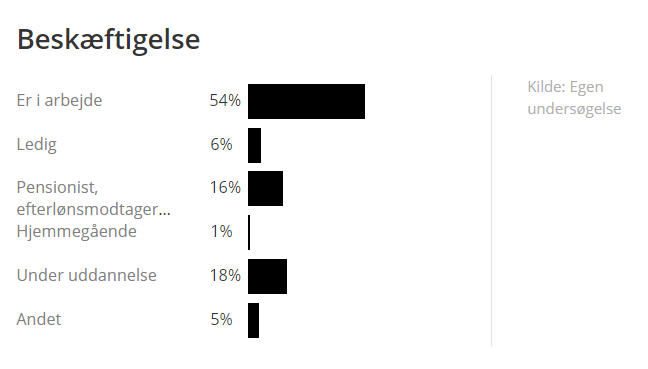 Beskæftigelse
Er i arbejde 54%
Ledig 6%
Pensionist,
efterlønsmodtager... 16%
Hjemmegående 1%
Under uddannelse 18%
Andet 5%
Kilde: Egen
undersøgelse